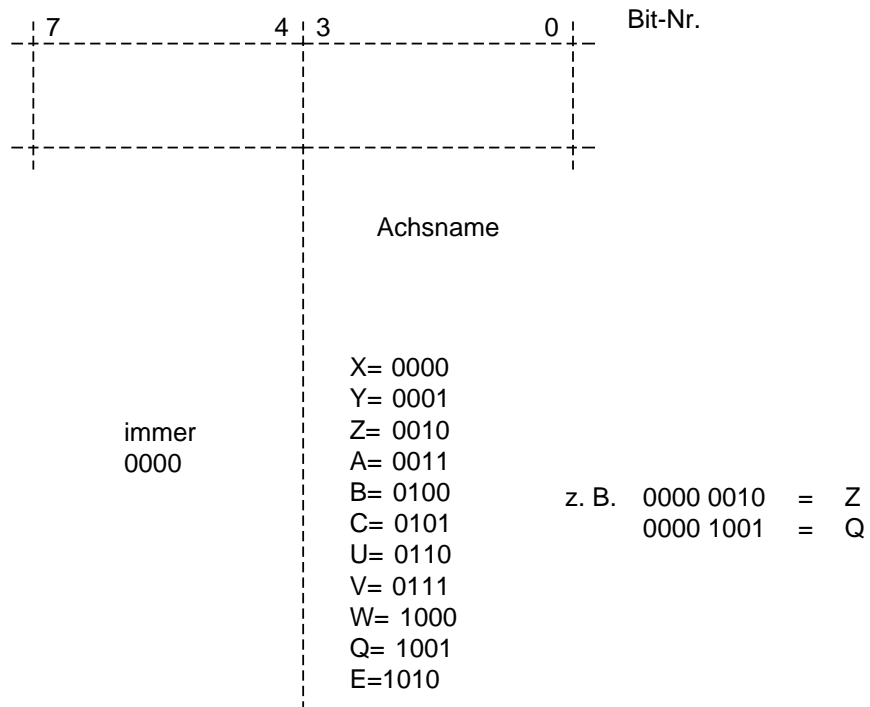 7 4 3 0 Bit-Nr.
Achsname
X= 0000
Y= 0001
Z= 0010
A= 0011
B= 0100
C= 0101
U= 0110
V= 0111
W= 1000
Q= 1001
E=1010
immer
0000
z. B. 0000 0010 = Z
0000 1001 = Q